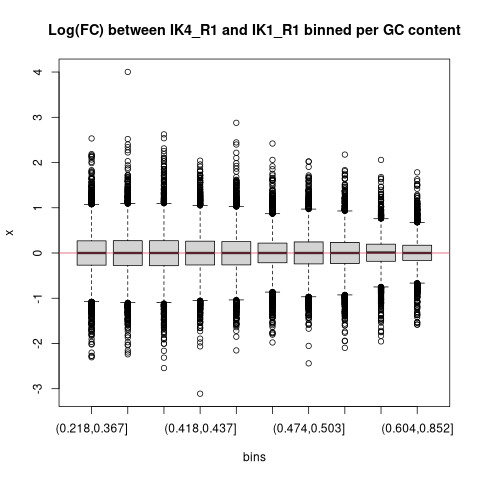 Log(FC) between IK4_R1 and IK1_R1 binned per GC content
4
3
2
1
0
-1
-2
-3
x
(0.218,0.367] (0.418,0.437] (0.474,0.503] (0.604,0.852]
bins